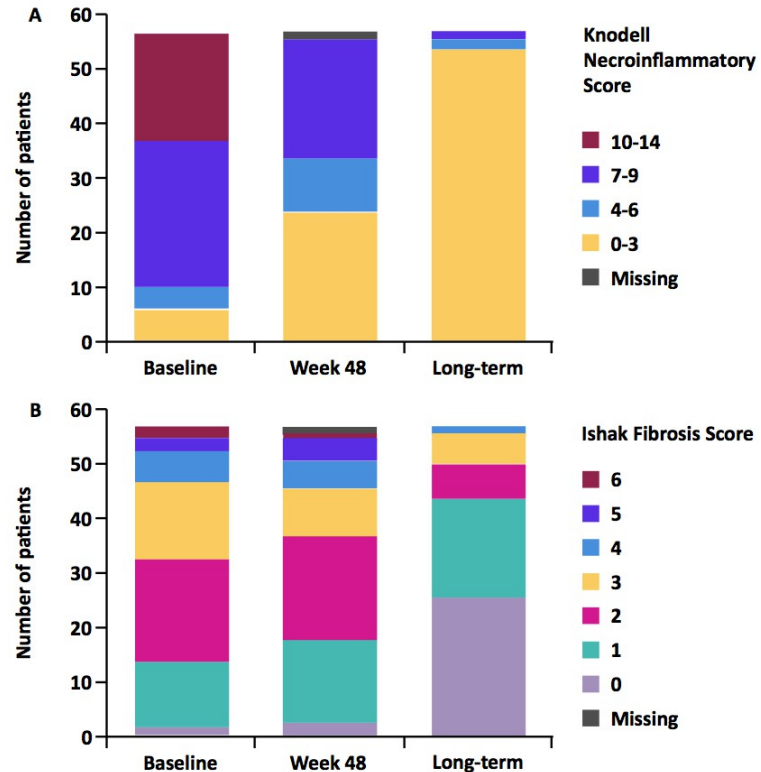 A
Number of patients
60
50
40
30
20
10
0
Baseline
Week 48
Long-term
Knodell
Necroinflammatory
Score
10-14
7-9
4-6
0-3
Missing
B
Number of patients
60
50
40
30
20
10
0
Baseline
Week 48
Long-term
Ishak Fibrosis Score
6
5
4
3
2
1
0
Missing